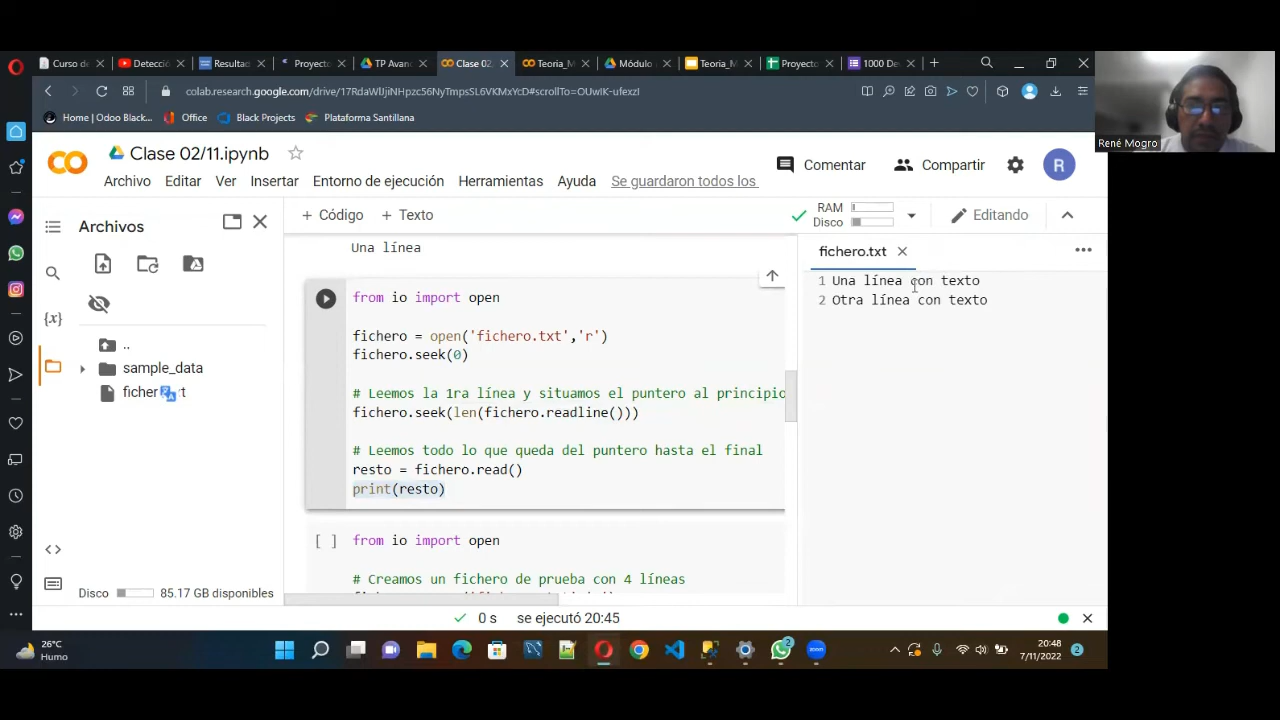 Curso de
Detecci
Resultad
Proyecto
TP Avan
Clase 02,
Teoria_M
Módulo
Teoria_M
Proyecto
1000 De
colab.research.google.com/drive/17RdaWlJjiNHpzc56NyTmpsSL6VKMxYcD#scrollTo=OUwIK-ufexzI
Home | Odoo Black...
Office
Black Projects
Plataforma Santillana
René Mogro
Clase 02/11.ipynb
Comentar
Compartir
R
Archivo Editar Ver Insertar Entorno de ejecución Herramientas Ayuda Se guardaron todos los
Archivos
+ Código + Texto
RAM
Disco
Editando
Una línea
fichero.txt
1 Una línea con texto
2 Otra línea con texto
{x}
..
sample_data
ficher t
from io import open
fichero = open('fichero.txt','r')
fichero.seek(0)
# Leemos la 1ra línea y situamos el puntero al principio
fichero.seek(len(fichero.readline()))
# Leemos todo lo que queda del puntero hasta el final
resto = fichero.read()
print(resto)
[ ] from io import open
# Creamos un fichero de prueba con 4 líneas
Disco 85.17 GB disponibles
0 s se ejecutó 20:45
26°C
Humo
zoom
2
20:48
7/11/2022
2